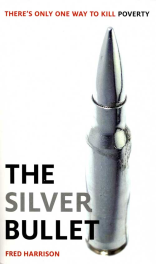 THERE'S ONLY ONE WAY TO KILL POVERTY
THE
SILVER
BULLET
FRED HARRISON